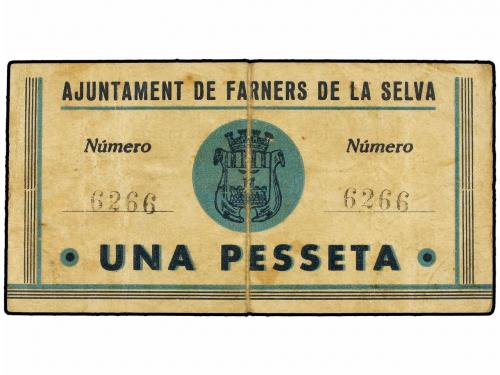 AJUNTAMENT DE FARNERS DE LA SELVA
Número Número
6266 6266
UNA PESSETA